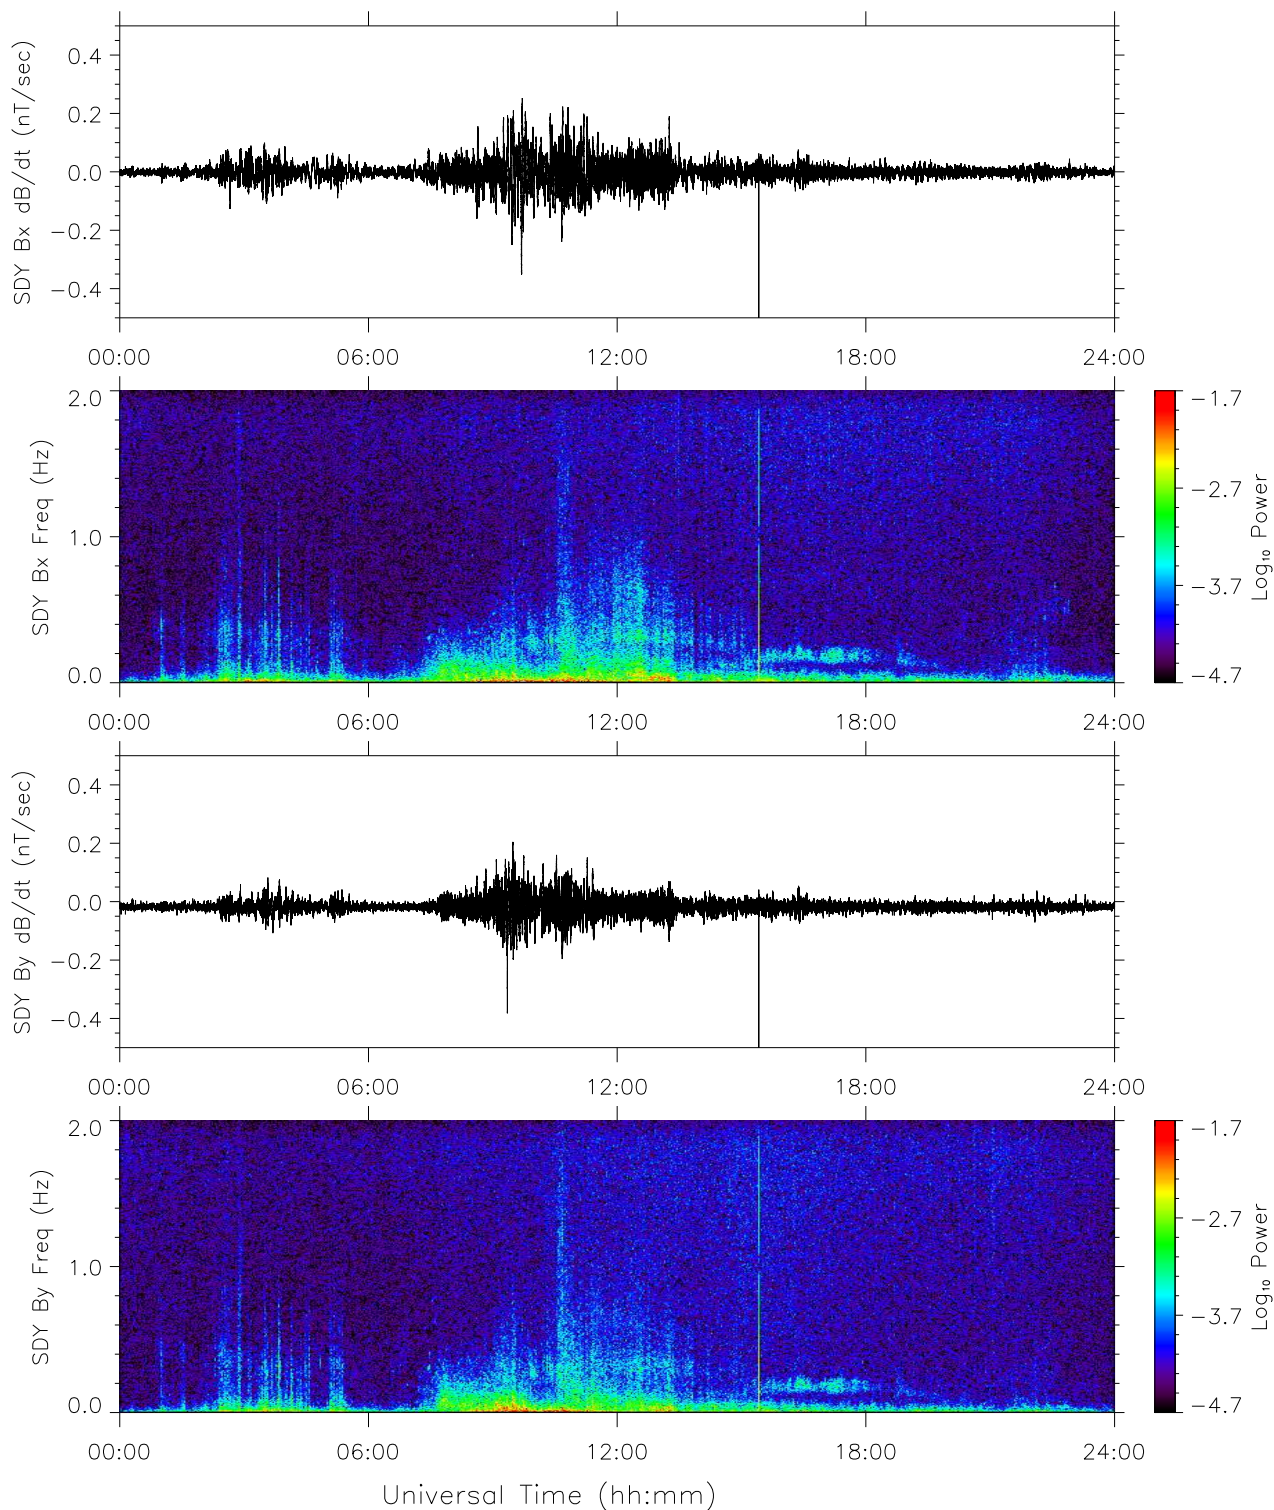 SDY Bx dB/dt (nT/sec)
0.4
0.2
0.0
−0.2
−0.4
00:00 06:00 12:00 18:00 24:00
SDY Bx Freq (Hz)
2.0
1.0
0.0
−1.7
−2.7
−3.7
−4.7
Log₁₀ Power
00:00 06:00 12:00 18:00 24:00
SDY By dB/dt (nT/sec)
0.4
0.2
0.0
−0.2
−0.4
00:00 06:00 12:00 18:00 24:00
SDY By Freq (Hz)
2.0
1.0
0.0
−1.7
−2.7
−3.7
−4.7
Log₁₀ Power
00:00 06:00 12:00 18:00 24:00
Universal Time (hh:mm)